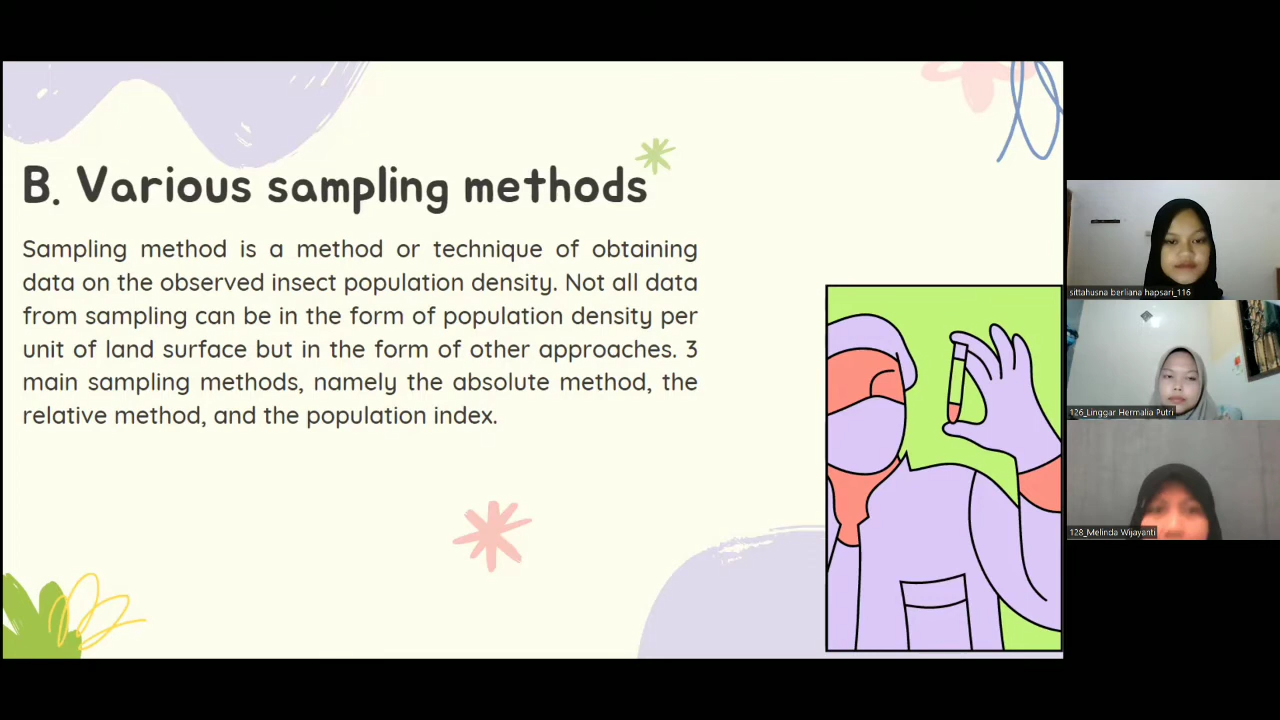 B. Various sampling methods
Sampling method is a method or technique of obtaining
data on the observed insect population density. Not all data
from sampling can be in the form of population density per
unit of land surface but in the form of other approaches. 3
main sampling methods, namely the absolute method, the
relative method, and the population index.
sittahusna berliana hapsari_116
126_Linggar Hermalia Putri
128_Melinda Wijayanti